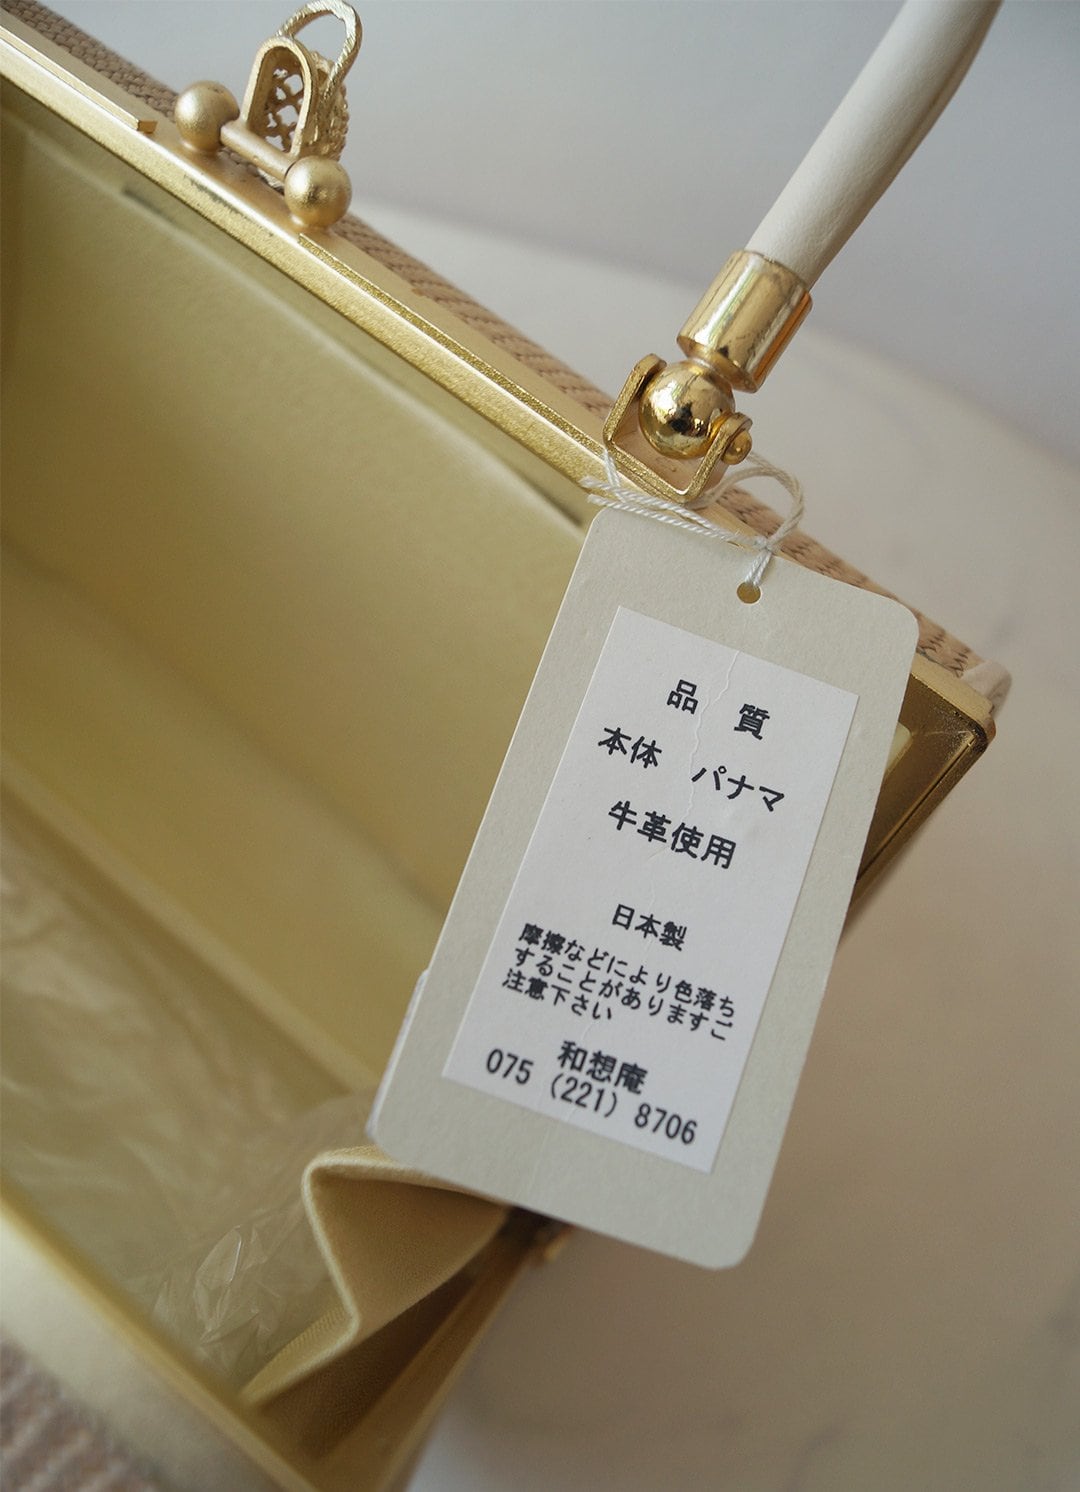 品　質
本体　パナマ
牛革使用
日本製
摩擦などにより色落ち
することがありますご
注意下さい
和想庵
075（221）8706